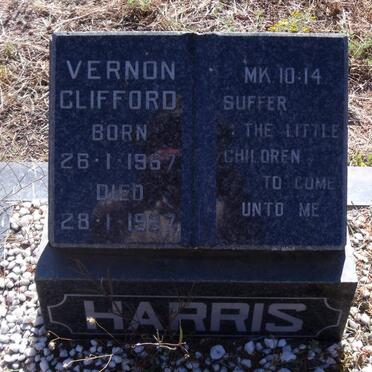 VERNON
CLIFFORD
BORN
26·1·1967
DIED
28·1·1967
MK 10:14
SUFFER
THE LITTLE
CHILDREN
TO COME
UNTO ME
HARRIS